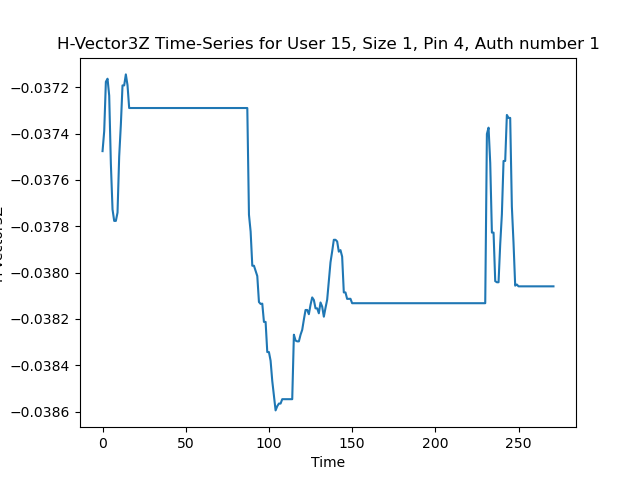 H-Vector3Z Time-Series for User 15, Size 1, Pin 4, Auth number 1
−0.0372
−0.0374
−0.0376
−0.0378
−0.0380
−0.0382
−0.0384
−0.0386
0 50 100 150 200 250
Time